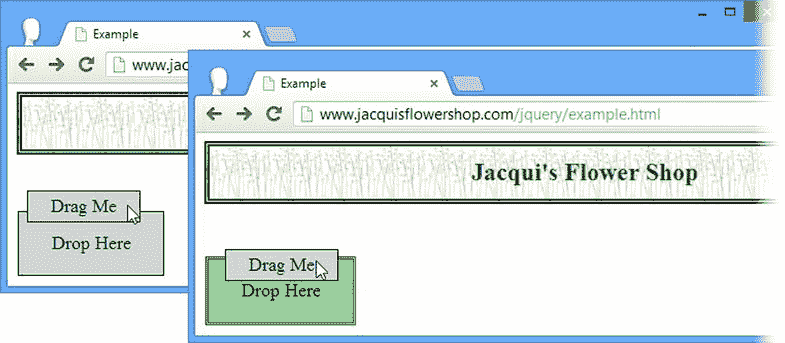 Example
www.jac
Drag Me
Drop Here
Example
www.jacquisflowershop.com/jquery/example.html
Jacqui's Flower Shop
Drag Me
Drop Here